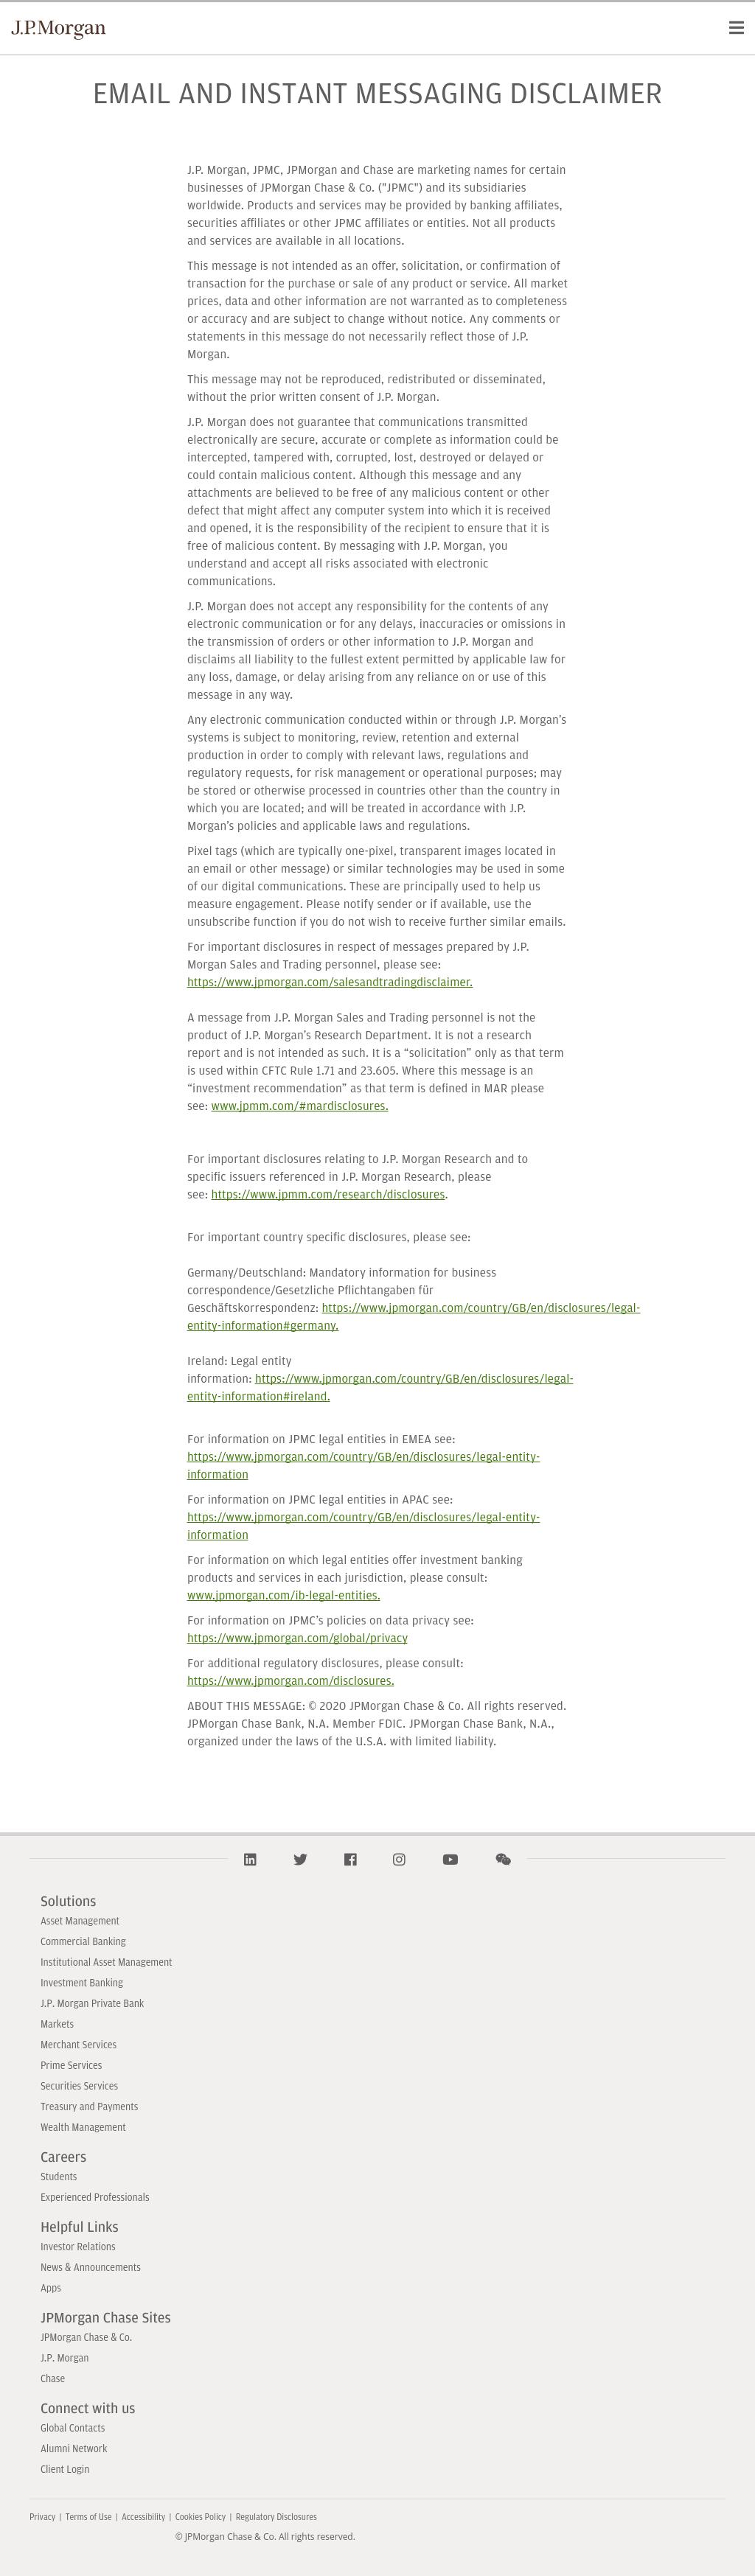 J.P.Morgan
EMAIL AND INSTANT MESSAGING DISCLAIMER
J.P. Morgan, JPMC, JPMorgan and Chase are marketing names for certain
businesses of JPMorgan Chase & Co. ("JPMC") and its subsidiaries
worldwide. Products and services may be provided by banking affiliates,
securities affiliates or other JPMC affiliates or entities. Not all products
and services are available in all locations.
This message is not intended as an offer, solicitation, or confirmation of
transaction for the purchase or sale of any product or service. All market
prices, data and other information are not warranted as to completeness
or accuracy and are subject to change without notice. Any comments or
statements in this message do not necessarily reflect those of J.P.
Morgan.
This message may not be reproduced, redistributed or disseminated,
without the prior written consent of J.P. Morgan.
J.P. Morgan does not guarantee that communications transmitted
electronically are secure, accurate or complete as information could be
intercepted, tampered with, corrupted, lost, destroyed or delayed or
could contain malicious content. Although this message and any
attachments are believed to be free of any malicious content or other
defect that might affect any computer system into which it is received
and opened, it is the responsibility of the recipient to ensure that it is
free of malicious content. By messaging with J.P. Morgan, you
understand and accept all risks associated with electronic
communications.
J.P. Morgan does not accept any responsibility for the contents of any
electronic communication or for any delays, inaccuracies or omissions in
the transmission of orders or other information to J.P. Morgan and
disclaims all liability to the fullest extent permitted by applicable law for
any loss, damage, or delay arising from any reliance on or use of this
message in any way.
Any electronic communication conducted within or through J.P. Morgan’s
systems is subject to monitoring, review, retention and external
production in order to comply with relevant laws, regulations and
regulatory requests, for risk management or operational purposes; may
be stored or otherwise processed in countries other than the country in
which you are located; and will be treated in accordance with J.P.
Morgan’s policies and applicable laws and regulations.
Pixel tags (which are typically one-pixel, transparent images located in
an email or other message) or similar technologies may be used in some
of our digital communications. These are principally used to help us
measure engagement. Please notify sender or if available, use the
unsubscribe function if you do not wish to receive further similar emails.
For important disclosures in respect of messages prepared by J.P.
Morgan Sales and Trading personnel, please see:
https://www.jpmorgan.com/salesandtradingdisclaimer.
A message from J.P. Morgan Sales and Trading personnel is not the
product of J.P. Morgan’s Research Department. It is not a research
report and is not intended as such. It is a “solicitation” only as that term
is used within CFTC Rule 1.71 and 23.605. Where this message is an
“investment recommendation” as that term is defined in MAR please
see: www.jpmm.com/#mardisclosures.
For important disclosures relating to J.P. Morgan Research and to
specific issuers referenced in J.P. Morgan Research, please
see: https://www.jpmm.com/research/disclosures.
For important country specific disclosures, please see:
Germany/Deutschland: Mandatory information for business
correspondence/Gesetzliche Pflichtangaben für
Geschäftskorrespondenz: https://www.jpmorgan.com/country/GB/en/disclosures/legal-
entity-information#germany.
Ireland: Legal entity
information: https://www.jpmorgan.com/country/GB/en/disclosures/legal-
entity-information#ireland.
For information on JPMC legal entities in EMEA see:
https://www.jpmorgan.com/country/GB/en/disclosures/legal-entity-
information
For information on JPMC legal entities in APAC see:
https://www.jpmorgan.com/country/GB/en/disclosures/legal-entity-
information
For information on which legal entities offer investment banking
products and services in each jurisdiction, please consult:
www.jpmorgan.com/ib-legal-entities.
For information on JPMC’s policies on data privacy see:
https://www.jpmorgan.com/global/privacy
For additional regulatory disclosures, please consult:
https://www.jpmorgan.com/disclosures.
ABOUT THIS MESSAGE: © 2020 JPMorgan Chase & Co. All rights reserved.
JPMorgan Chase Bank, N.A. Member FDIC. JPMorgan Chase Bank, N.A.,
organized under the laws of the U.S.A. with limited liability.
Solutions
Asset Management
Commercial Banking
Institutional Asset Management
Investment Banking
J.P. Morgan Private Bank
Markets
Merchant Services
Prime Services
Securities Services
Treasury and Payments
Wealth Management
Careers
Students
Experienced Professionals
Helpful Links
Investor Relations
News & Announcements
Apps
JPMorgan Chase Sites
JPMorgan Chase & Co.
J.P. Morgan
Chase
Connect with us
Global Contacts
Alumni Network
Client Login
Privacy | Terms of Use | Accessibility | Cookies Policy | Regulatory Disclosures
© JPMorgan Chase & Co. All rights reserved.